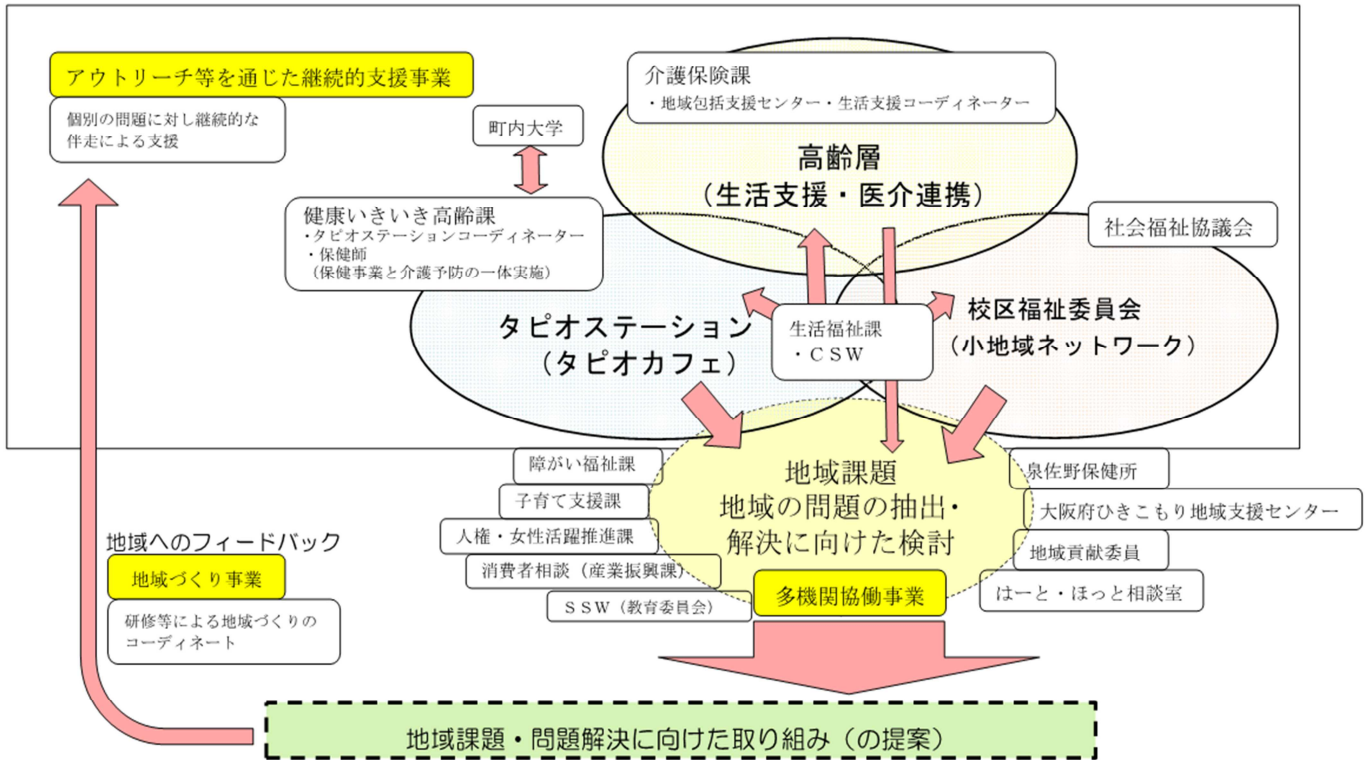 アウトリーチ等を通じた継続的支援事業
個別の問題に対し継続的な
伴走による支援
町内大学
介護保険課
・地域包括支援センター・生活支援コーディネーター
高齢層
（生活支援・医介連携）
健康いきいき高齢課
・タピオステーションコーディネーター
・保健師
（保健事業と介護予防の一体実施）
社会福祉協議会
タピオステーション
（タピオカフェ）
生活福祉課
・ＣＳＷ
校区福祉委員会
（小地域ネットワーク）
地域課題
地域の問題の抽出・
解決に向けた検討
障がい福祉課
子育て支援課
人権・女性活躍推進課
消費者相談（産業振興課）
ＳＳＷ（教育委員会）
多機関協働事業
泉佐野保健所
大阪府ひきこもり地域支援センター
地域貢献委員
はーと・ほっと相談室
地域へのフィードバック
地域づくり事業
研修等による地域づくりの
コーディネート
地域課題・問題解決に向けた取り組み（の提案）